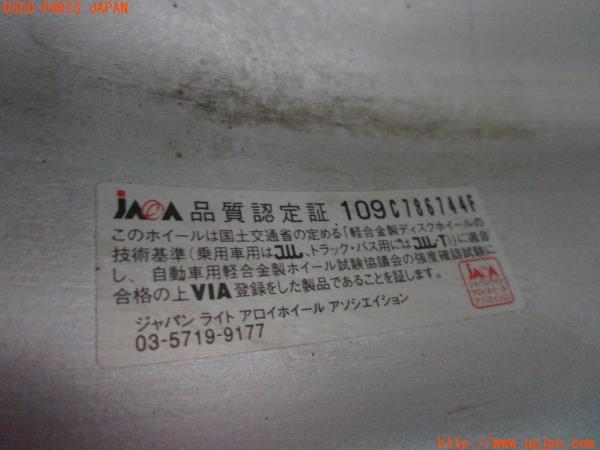 USED PARTS JAPAN
JAWA 品質認定証 109C786744F
このホイールは国土交通省の定める「軽合金製ディスクホイールの
技術基準（乗用車用はJWL、トラック・バス用にはJWL-T）」に適合
し、自動車用軽合金製ホイール試験協議会の強度確認試験に
合格の上VIA登録をした製品であることを証します。
JAWA
ジャパン ライト アロイホイール アソシエイション
03-5719-9177
http://www.upjpn.com/